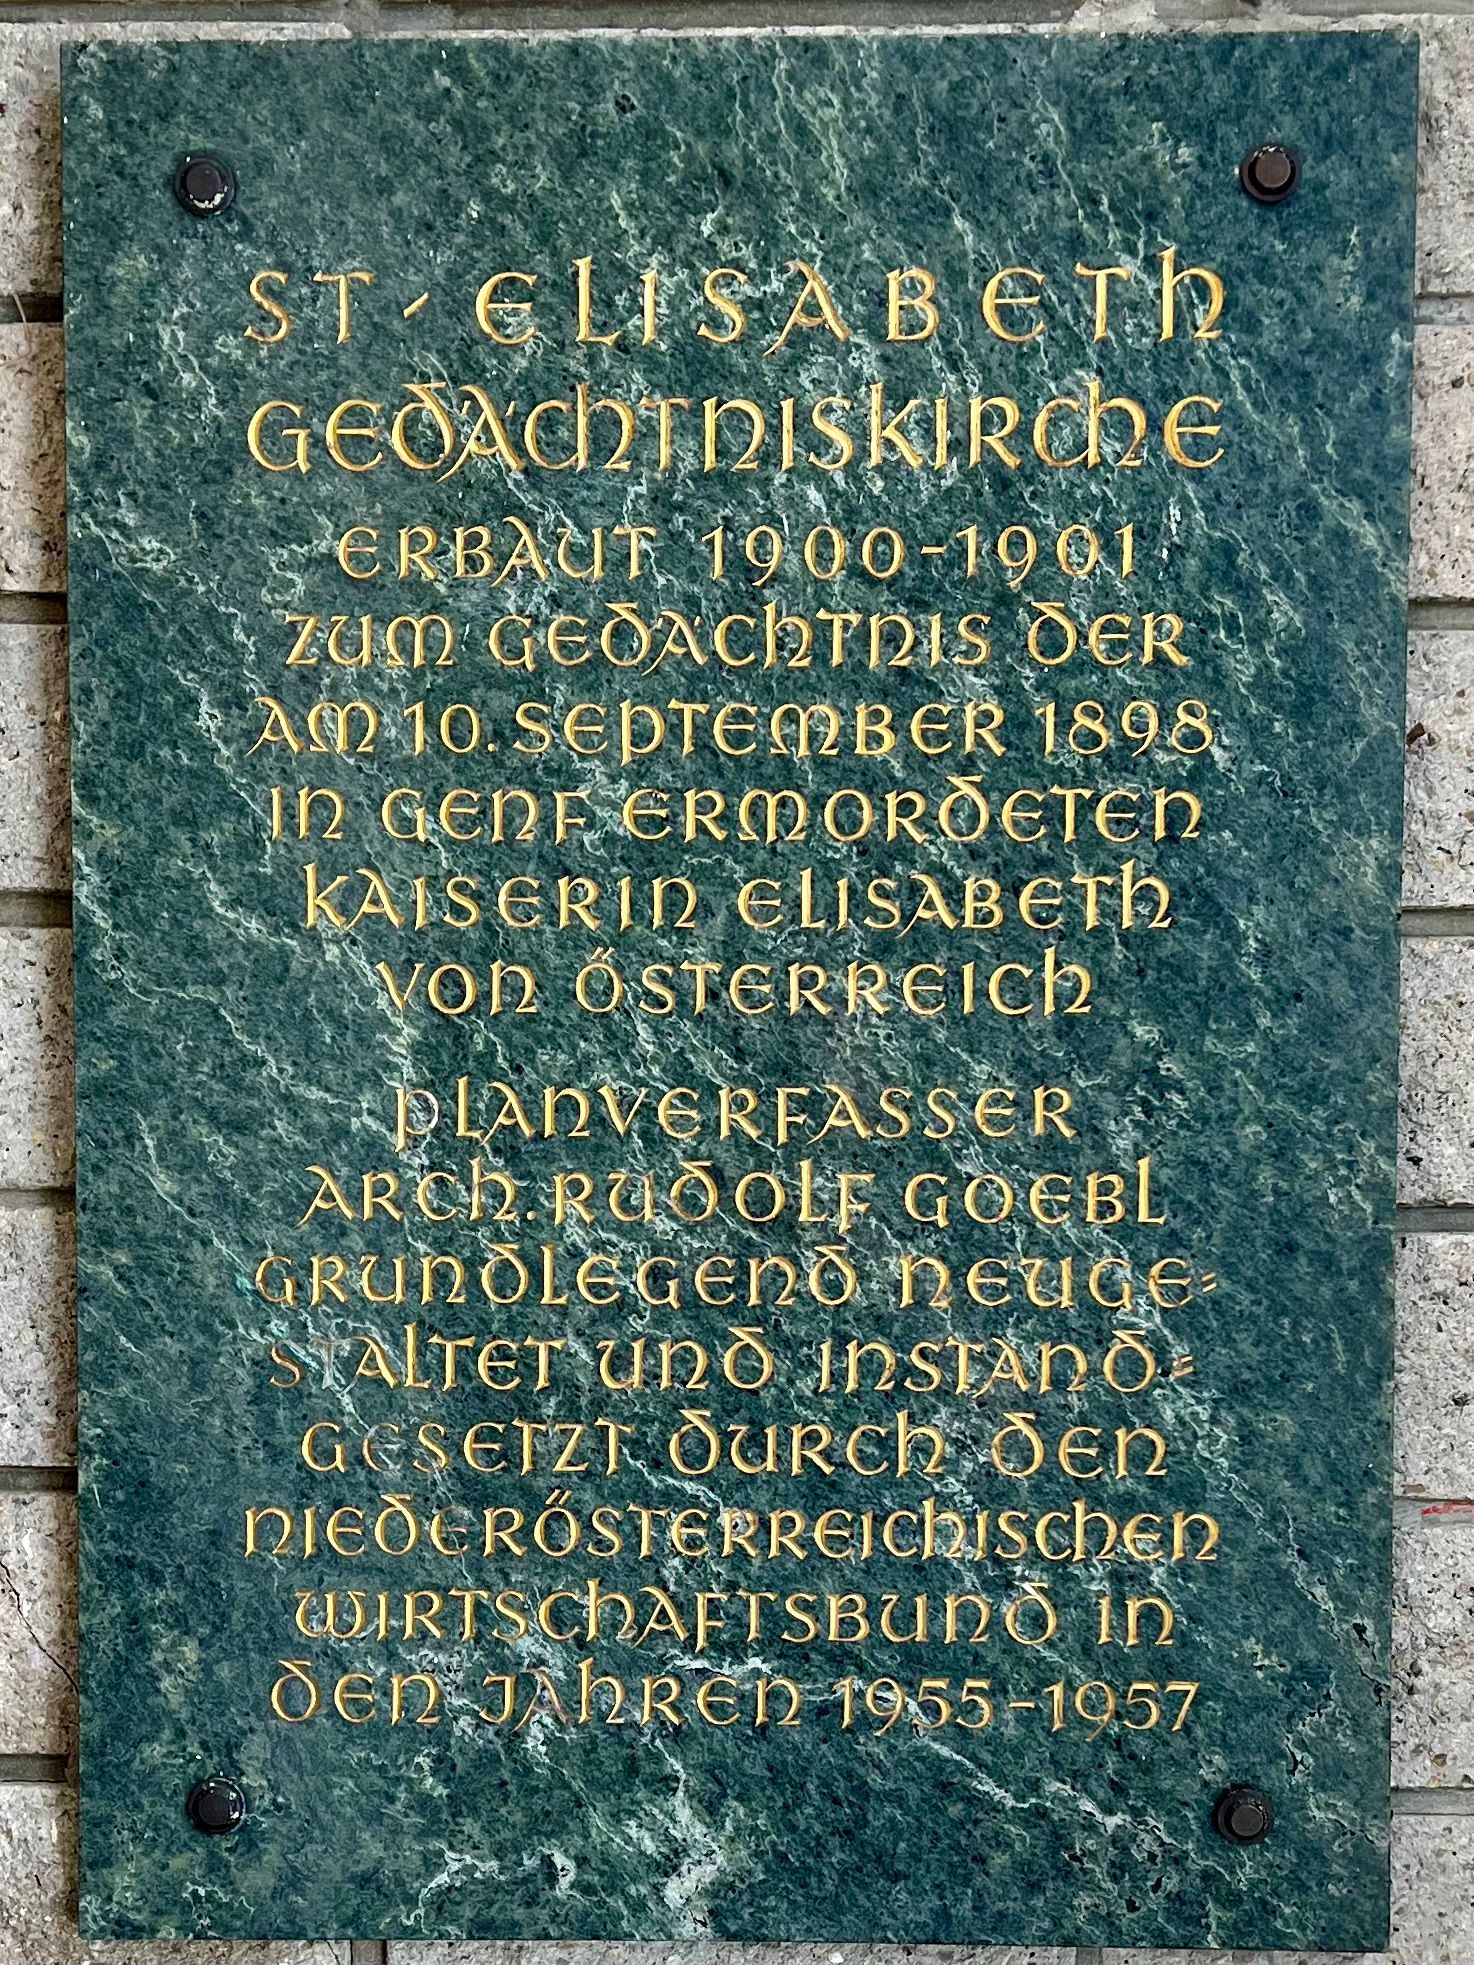 ST - ELISABETH
GEDÄCHTNISKIRCHE
ERBAUT 1900-1901
ZUM GEDÄCHTNIS DER
AM 10. SEPTEMBER 1898
IN GENF ERMORDETEN
KAISERIN ELISABETH
VON ÖSTERREICH
PLANVERFASSER
ARCH. RUDOLF GOEBL
GRUNDLEGEND NEUGE=
STALTET UND INSTAND=
GESETZT DURCH DEN
NIEDERÖSTERREICHISCHEN
WIRTSCHAFTSBUND IN
DEN JAHREN 1955-1957